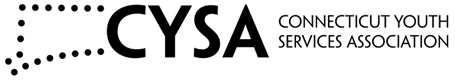 CYSA
CONNECTICUT YOUTH
SERVICES ASSOCIATION